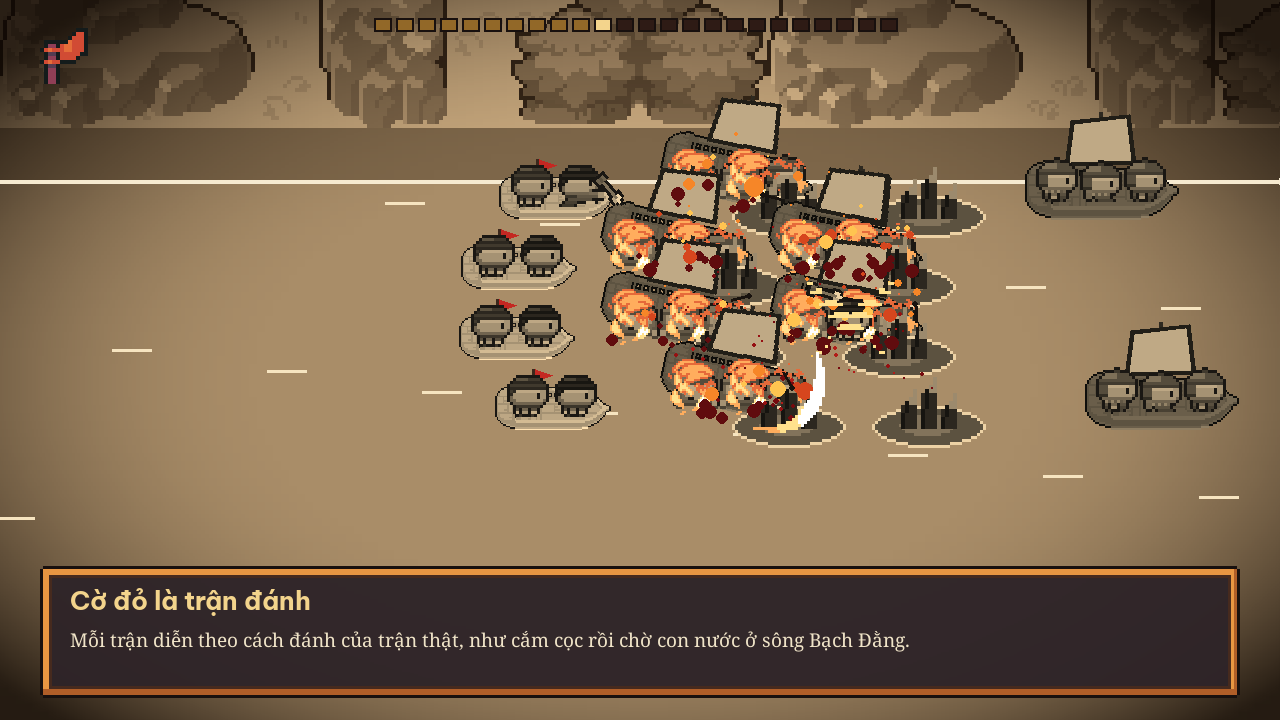 Cờ đỏ là trận đánh
Mỗi trận diễn theo cách đánh của trận thật, như cắm cọc rồi chờ con nước ở sông Bạch Đằng.